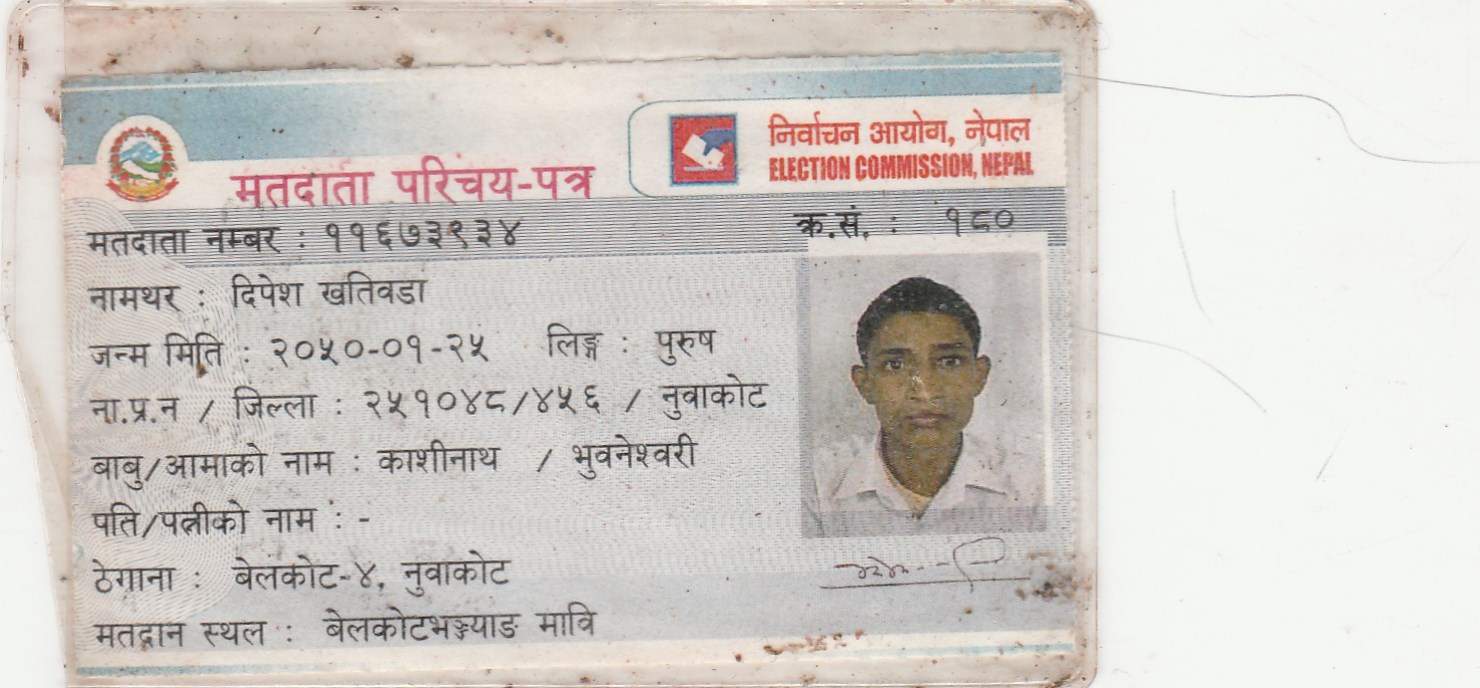 निर्वाचन आयोग, नेपाल
ELECTION COMMISSION, NEPAL
मतदाता परिचय-पत्र
मतदाता नम्बर : ११६७३९३४ क्र.सं. : १८०
नामथर : दिपेश खतिवडा
जन्म मिति : २०५०-०१-२५ लिङ्ग : पुरुष
ना.प्र.न / जिल्ला : २५१०४८/४५६ / नुवाकोट
बाबु/आमाको नाम : काशीनाथ / भुवनेश्वरी
पति/पत्नीको नाम : -
ठेगाना : बेलकोट-४, नुवाकोट
मतदान स्थल : बेलकोटभञ्ज्याङ मावि